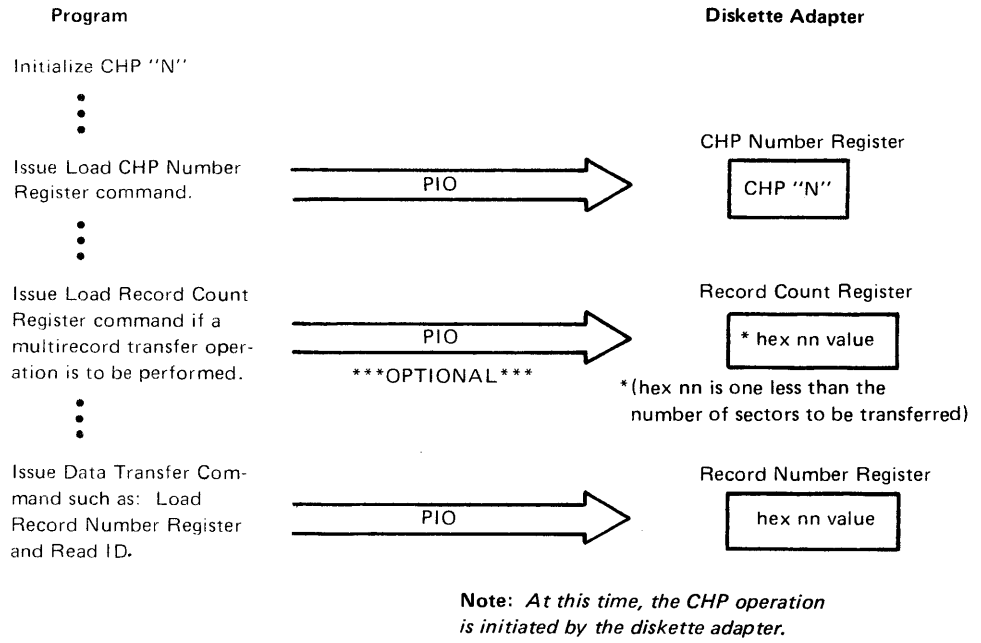 Program
Diskette Adapter
Initialize CHP "N"
CHP Number Register
Issue Load CHP Number
Register command.
PIO
CHP "N"
Issue Load Record Count
Register command if a
multirecord transfer oper-
ation is to be performed.
PIO
***OPTIONAL***
Record Count Register
* hex nn value
*(hex nn is one less than the
number of sectors to be transferred)
Issue Data Transfer Com-
mand such as: Load
Record Number Register
and Read ID.
PIO
Record Number Register
hex nn value
Note: At this time, the CHP operation
is initiated by the diskette adapter.